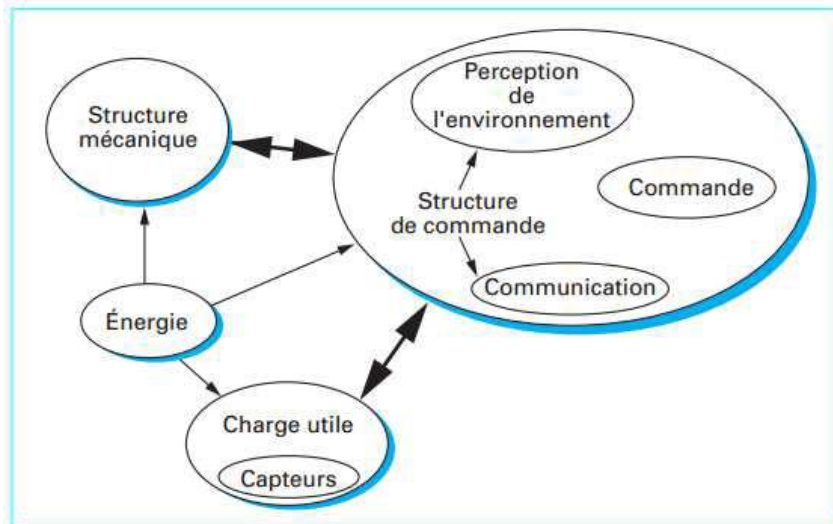 Structure
mécanique
Perception
de
l'environnement
Commande
Structure
de commande
Communication
Énergie
Charge utile
Capteurs